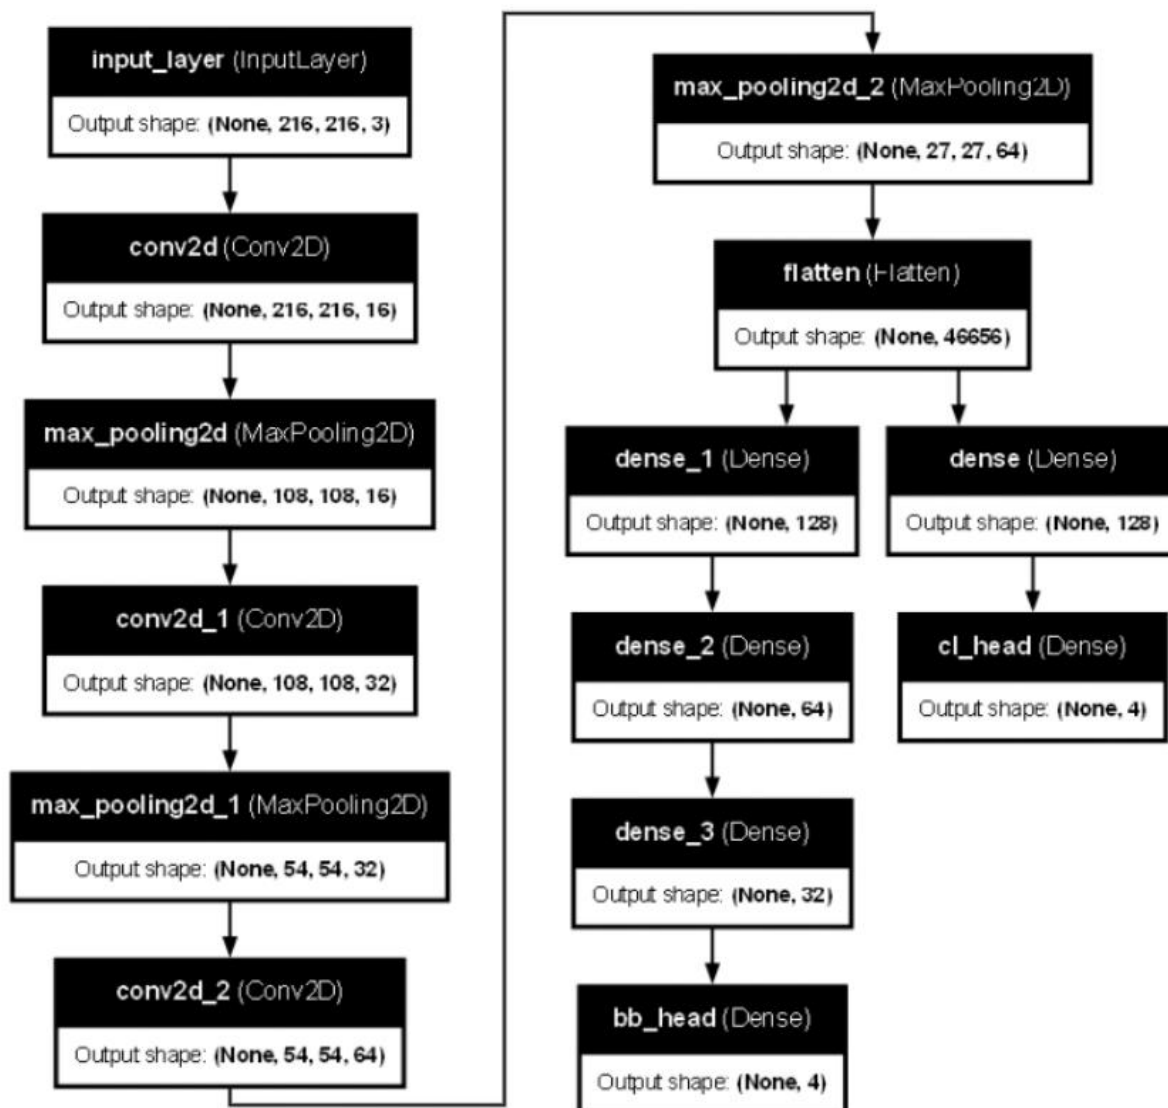 input_layer (InputLayer)
Output shape: (None, 216, 216, 3)
conv2d (Conv2D)
Output shape: (None, 216, 216, 16)
max_pooling2d (MaxPooling2D)
Output shape: (None, 108, 108, 16)
conv2d_1 (Conv2D)
Output shape: (None, 108, 108, 32)
max_pooling2d_1 (MaxPooling2D)
Output shape: (None, 54, 54, 32)
conv2d_2 (Conv2D)
Output shape: (None, 54, 54, 64)
max_pooling2d_2 (MaxPooling2D)
Output shape: (None, 27, 27, 64)
flatten (Flatten)
Output shape: (None, 46656)
dense_1 (Dense)
Output shape: (None, 128)
dense_2 (Dense)
Output shape: (None, 64)
dense_3 (Dense)
Output shape: (None, 32)
bb_head (Dense)
Output shape: (None, 4)
dense (Dense)
Output shape: (None, 128)
cl_head (Dense)
Output shape: (None, 4)